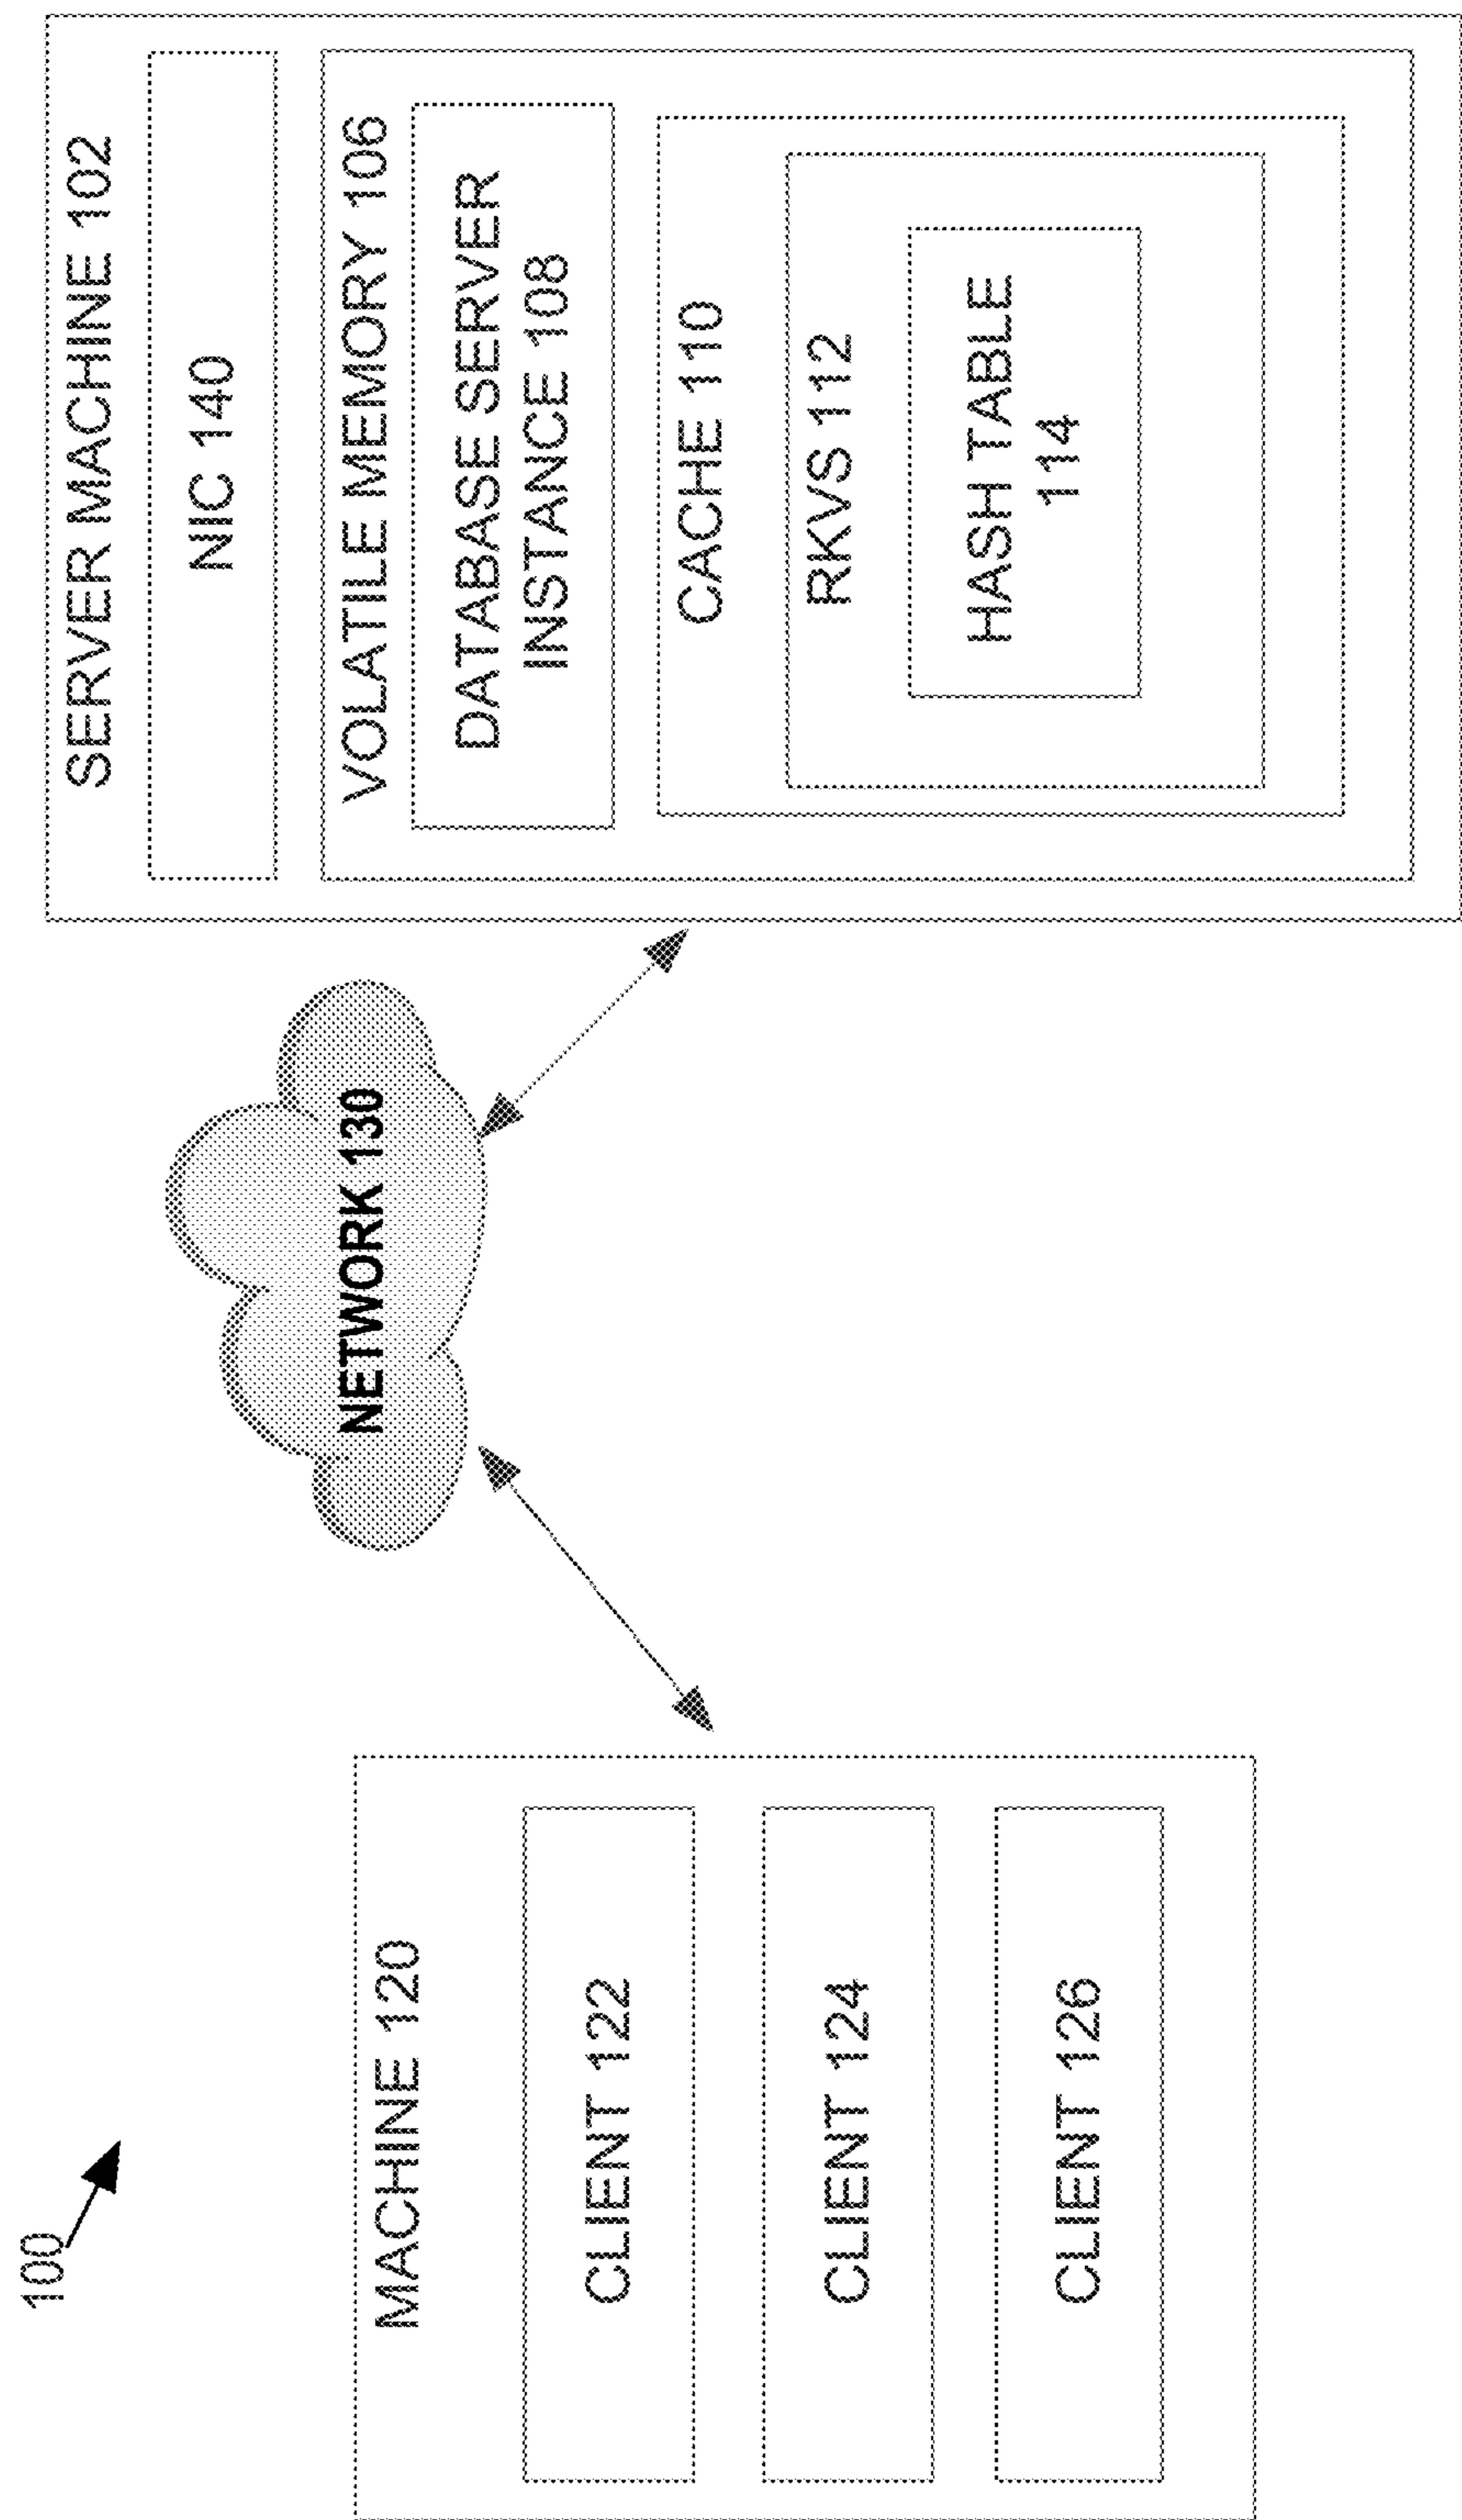 100
MACHINE 120
CLIENT 122
CLIENT 124
CLIENT 126
NETWORK 130
SERVER MACHINE 102
NIC 140
VOLATILE MEMORY 106
DATABASE SERVER
INSTANCE 108
CACHE 110
RKVS 112
HASH TABLE
114